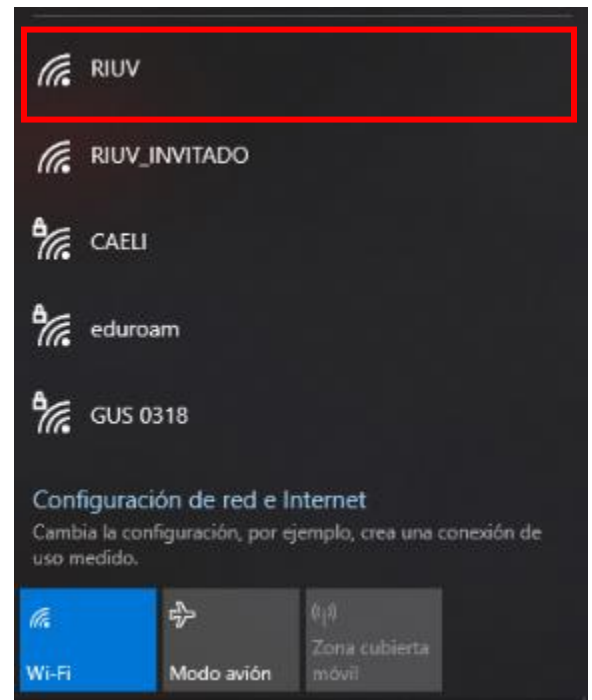 RIUV
RIUV_INVITADO
CAELI
eduroam
GUS 0318
Configuración de red e Internet
Cambia la configuración, por ejemplo, crea una conexión de
uso medido.
Wi-Fi
Modo avión
Zona cubierta
móvil